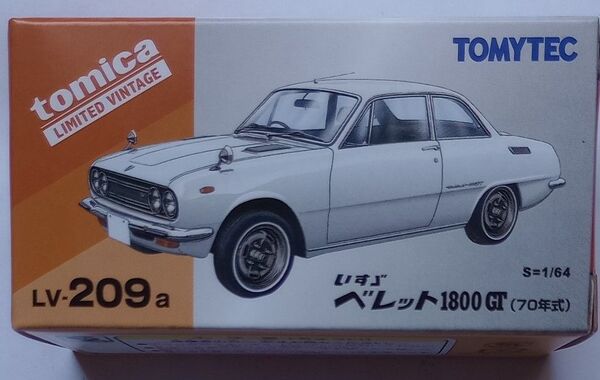 tomica
LIMITED VINTAGE
TOMYTEC
S=1/64
LV-209a
いすゞ
ベレット1800GT(70年式)